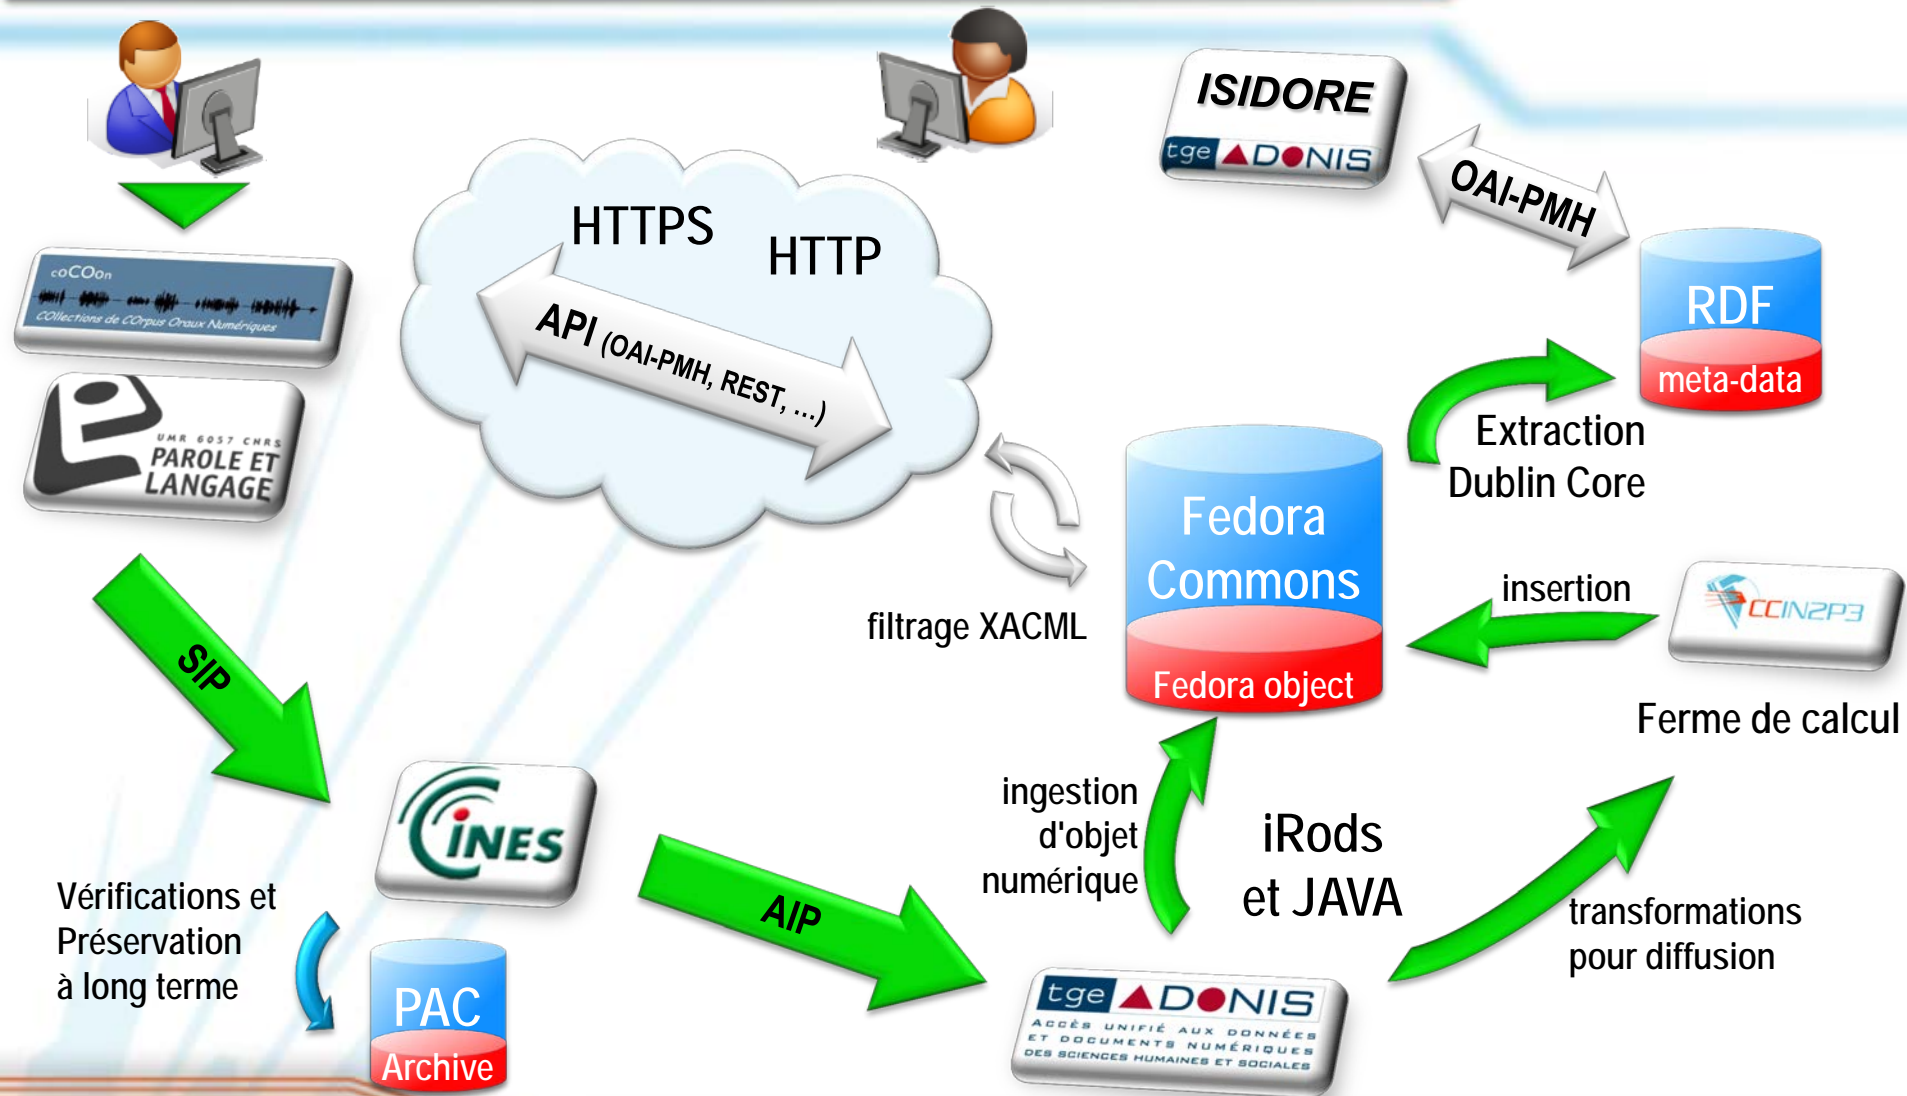 ISIDORE
tge ADONIS
OAI-PMH
HTTPS
HTTP
API (OAI-PMH, REST, ...)
coCOon
COllections de COrpus Oraux Numériques
UMR 6057 CNRS
PAROLE ET
LANGAGE
RDF
meta-data
Extraction
Dublin Core
Fedora
Commons
Fedora object
filtrage XACML
insertion
CCIN2P3
Ferme de calcul
SIP
CINES
Vérifications et
Préservation
à long terme
PAC
Archive
AIP
ingestion
d'objet
numérique
iRods
et JAVA
transformations
pour diffusion
tge ADONIS
ACCÈS UNIFIÉ AUX DONNÉES
ET DOCUMENTS NUMÉRIQUES
DES SCIENCES HUMAINES ET SOCIALES